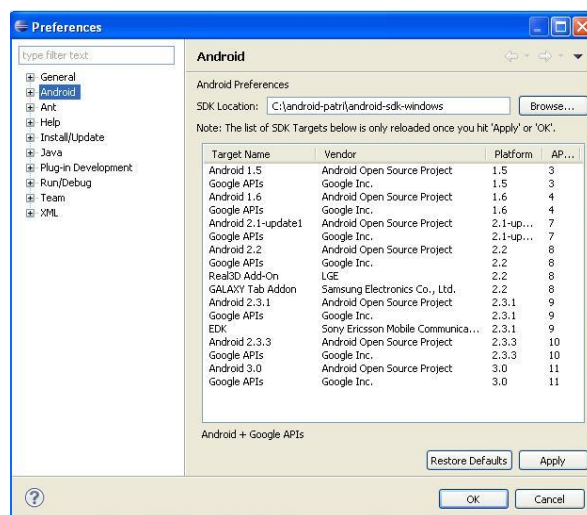 Preferences
type filter text
General
Android
Ant
Help
Install/Update
Java
Plug-in Development
Run/Debug
Team
XML
Android
Android Preferences
SDK Location: C:\android-patri\android-sdk-windows Browse...
Note: The list of SDK Targets below is only reloaded once you hit 'Apply' or 'OK'.
Target Name Vendor Platform AP...
Android 1.5 Android Open Source Project 1.5 3
Google APIs Google Inc. 1.5 3
Android 1.6 Android Open Source Project 1.6 4
Google APIs Google Inc. 1.6 4
Android 2.1-update1 Android Open Source Project 2.1-up... 7
Google APIs Google Inc. 2.1-up... 7
Android 2.2 Android Open Source Project 2.2 8
Google APIs Google Inc. 2.2 8
Real3D Add-On LGE 2.2 8
GALAXY Tab Addon Samsung Electronics Co., Ltd. 2.2 8
Android 2.3.1 Android Open Source Project 2.3.1 9
Google APIs Google Inc. 2.3.1 9
EDK Sony Ericsson Mobile Communica... 2.3.1 9
Android 2.3.3 Android Open Source Project 2.3.3 10
Google APIs Google Inc. 2.3.3 10
Android 3.0 Android Open Source Project 3.0 11
Google APIs Google Inc. 3.0 11
Android + Google APIs
Restore Defaults Apply
? OK Cancel